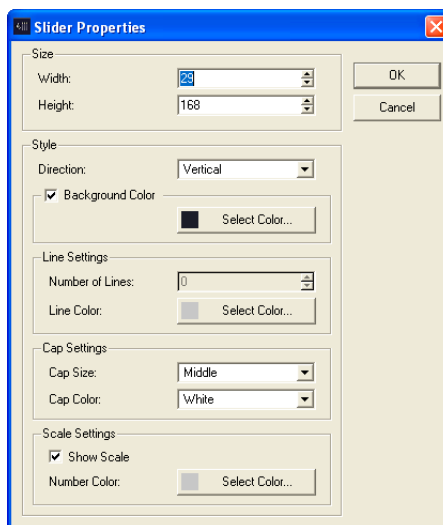 Slider Properties
Size
Width: 29
OK
Height: 168
Cancel
Style
Direction: Vertical
Background Color
Select Color...
Line Settings
Number of Lines: 0
Line Color: Select Color...
Cap Settings
Cap Size: Middle
Cap Color: White
Scale Settings
Show Scale
Number Color: Select Color...